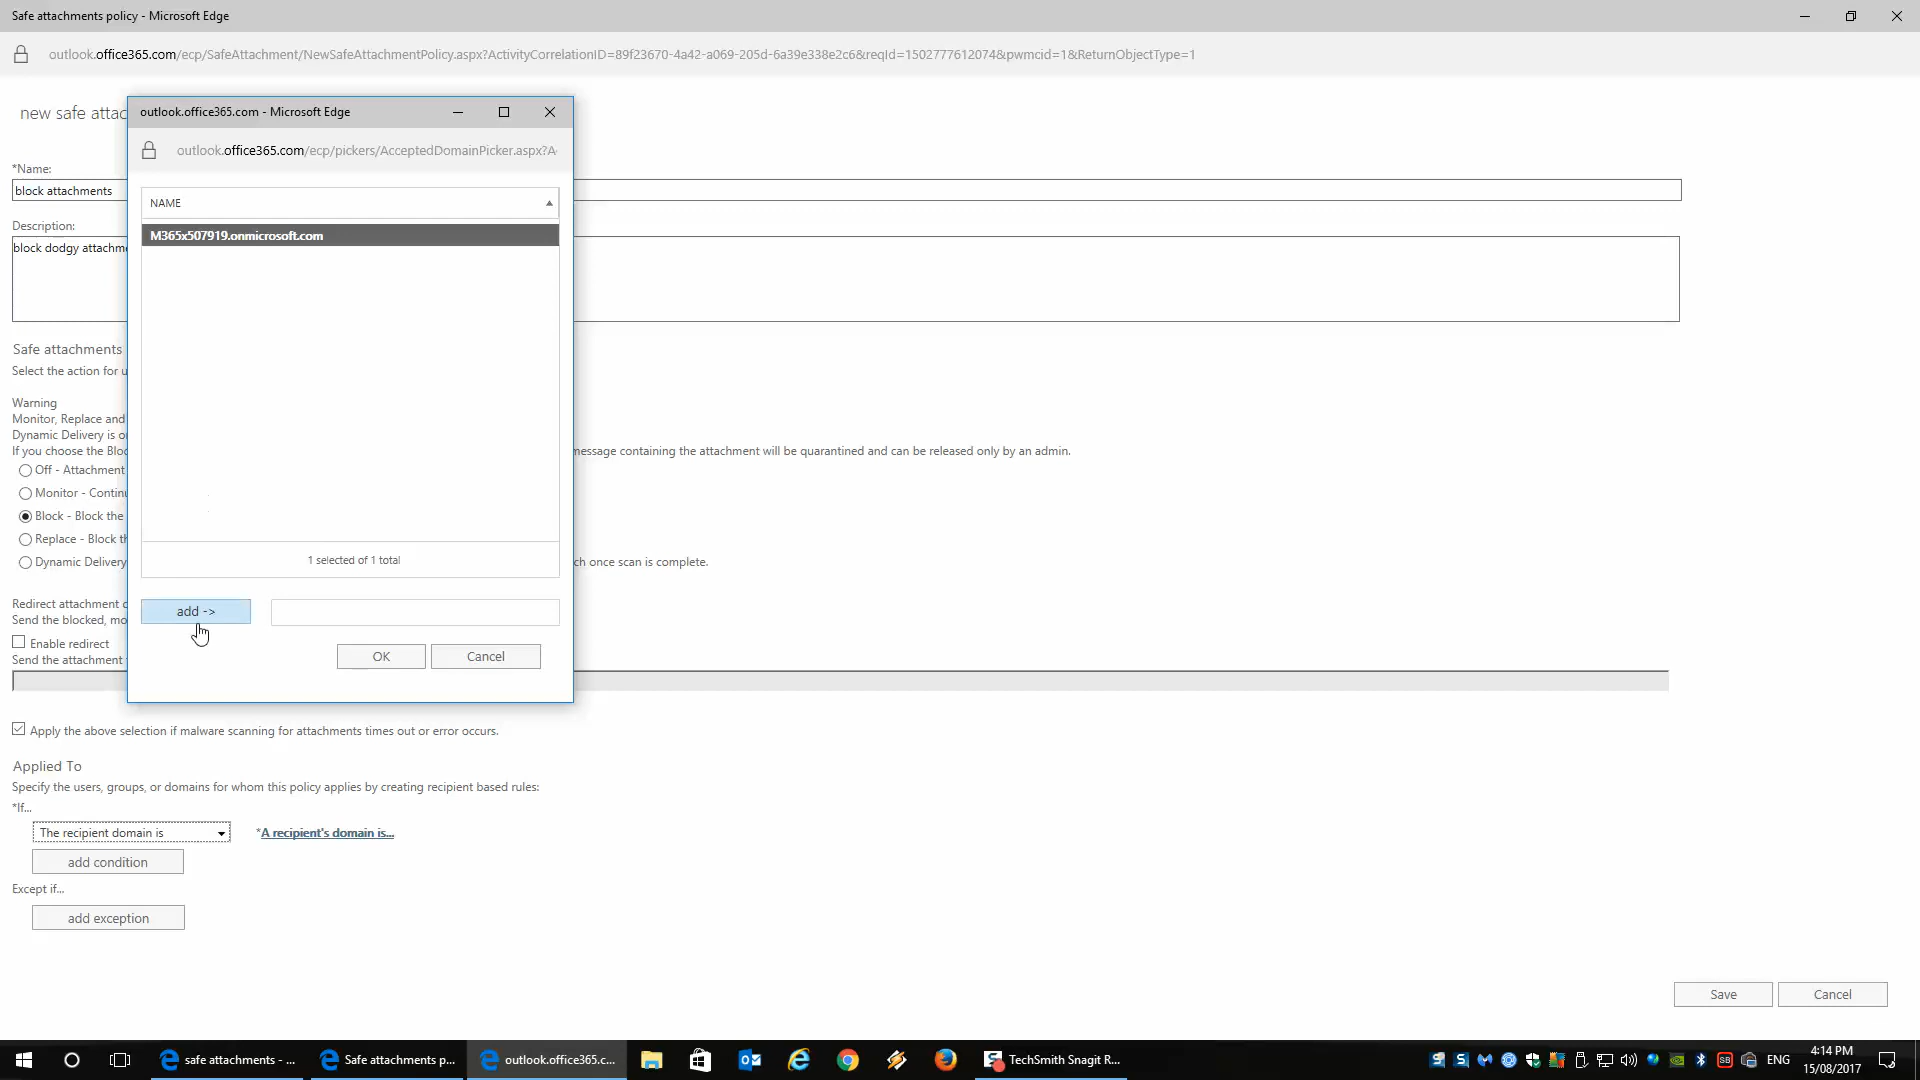 Safe attachments policy - Microsoft Edge
outlook.office365.com/ecp/SafeAttachment/NewSafeAttachmentPolicy.aspx?ActivityCorrelationID=89f23670-4a42-a069-205d-6a39e338e2c6&reqId=1502777612074&pwmcid=1&ReturnObjectType=1
new safe attac
outlook.office365.com - Microsoft Edge
outlook.office365.com/ecp/pickers/AcceptedDomainPicker.aspx?A
*Name:
block attachments
NAME
Description:
M365x507919.onmicrosoft.com
block dodgy attachm
Safe attachments
Select the action for u
Warning
Monitor, Replace and
Dynamic Delivery is o
If you choose the Bloc
message containing the attachment will be quarantined and can be released only by an admin.
Off - Attachment
Monitor - Continu
Block - Block the
Replace - Block th
Dynamic Delivery
ch once scan is complete.
1 selected of 1 total
Redirect attachment o
add ->
Send the blocked, mo
Enable redirect
OK
Cancel
Send the attachment
Apply the above selection if malware scanning for attachments times out or error occurs.
Applied To
Specify the users, groups, or domains for whom this policy applies by creating recipient based rules:
*If...
The recipient domain is
*A recipient's domain is...
add condition
Except if...
add exception
Save
Cancel
safe attachments - ...
Safe attachments p...
outlook.office365.c...
TechSmith Snagit R...
ENG
4:14 PM
15/08/2017